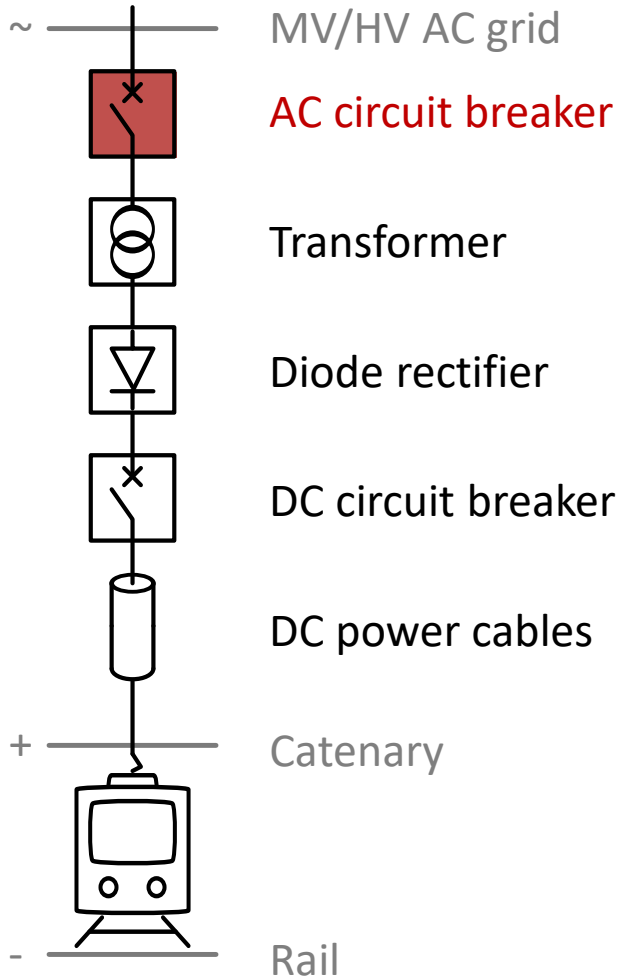 ~ MV/HV AC grid
AC circuit breaker
Transformer
Diode rectifier
DC circuit breaker
DC power cables
+ Catenary
- Rail